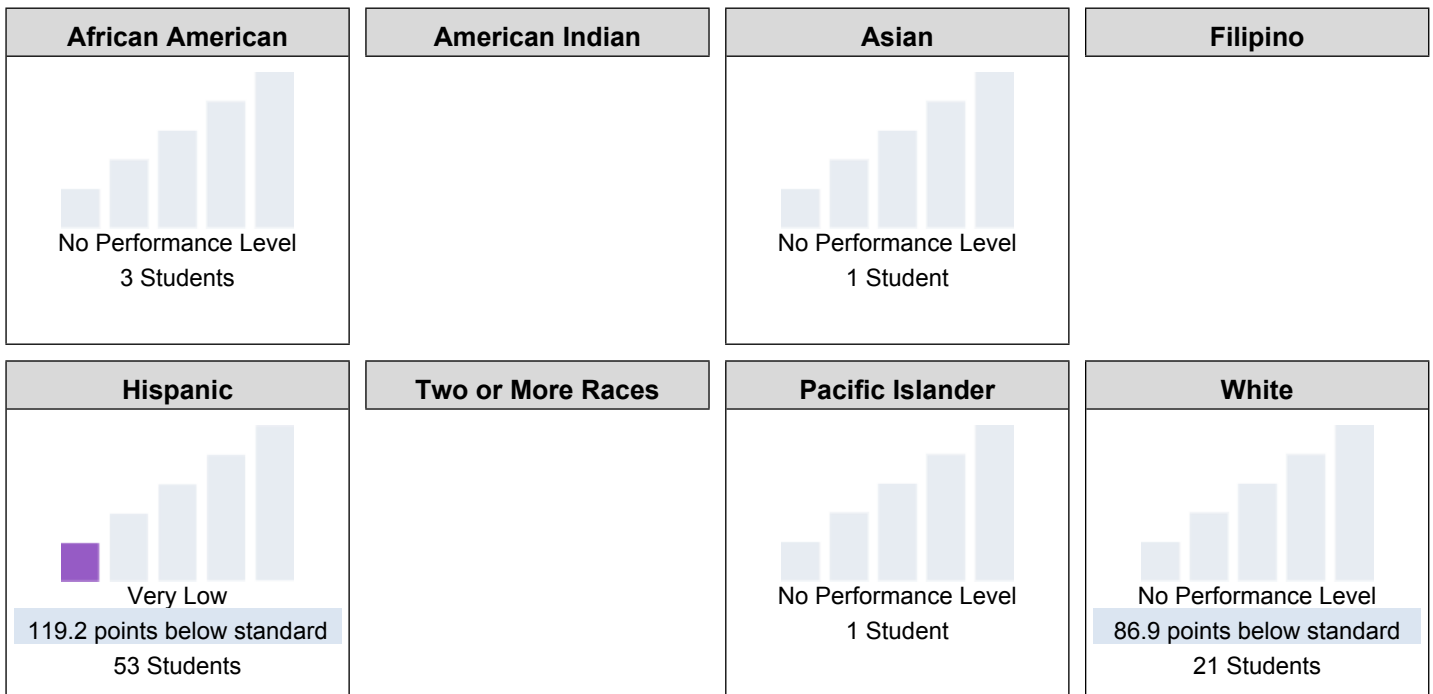 African American
American Indian
Asian
Filipino
No Performance Level
3 Students
No Performance Level
1 Student
Hispanic
Two or More Races
Pacific Islander
White
Very Low
119.2 points below standard
53 Students
No Performance Level
1 Student
No Performance Level
86.9 points below standard
21 Students